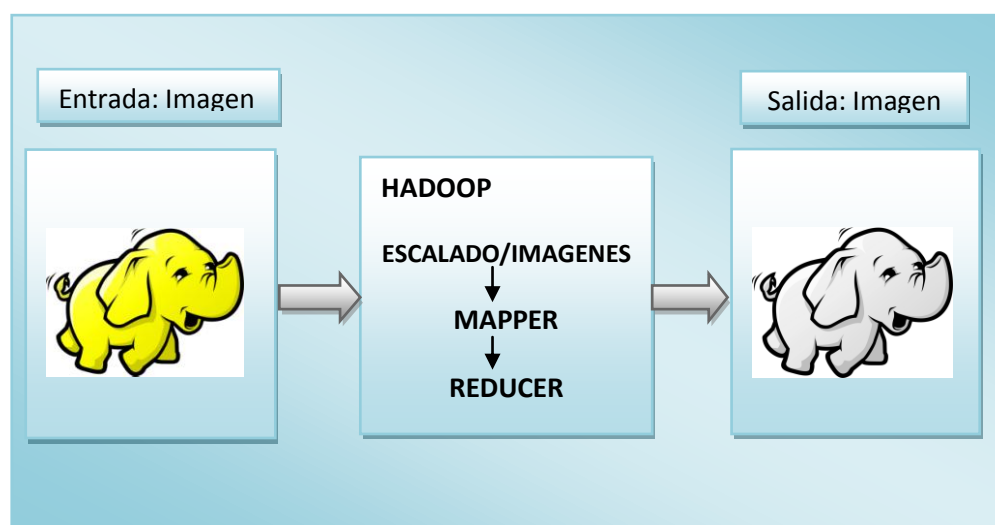 Entrada: Imagen
Salida: Imagen
HADOOP
ESCALADO/IMAGENES
MAPPER
REDUCER